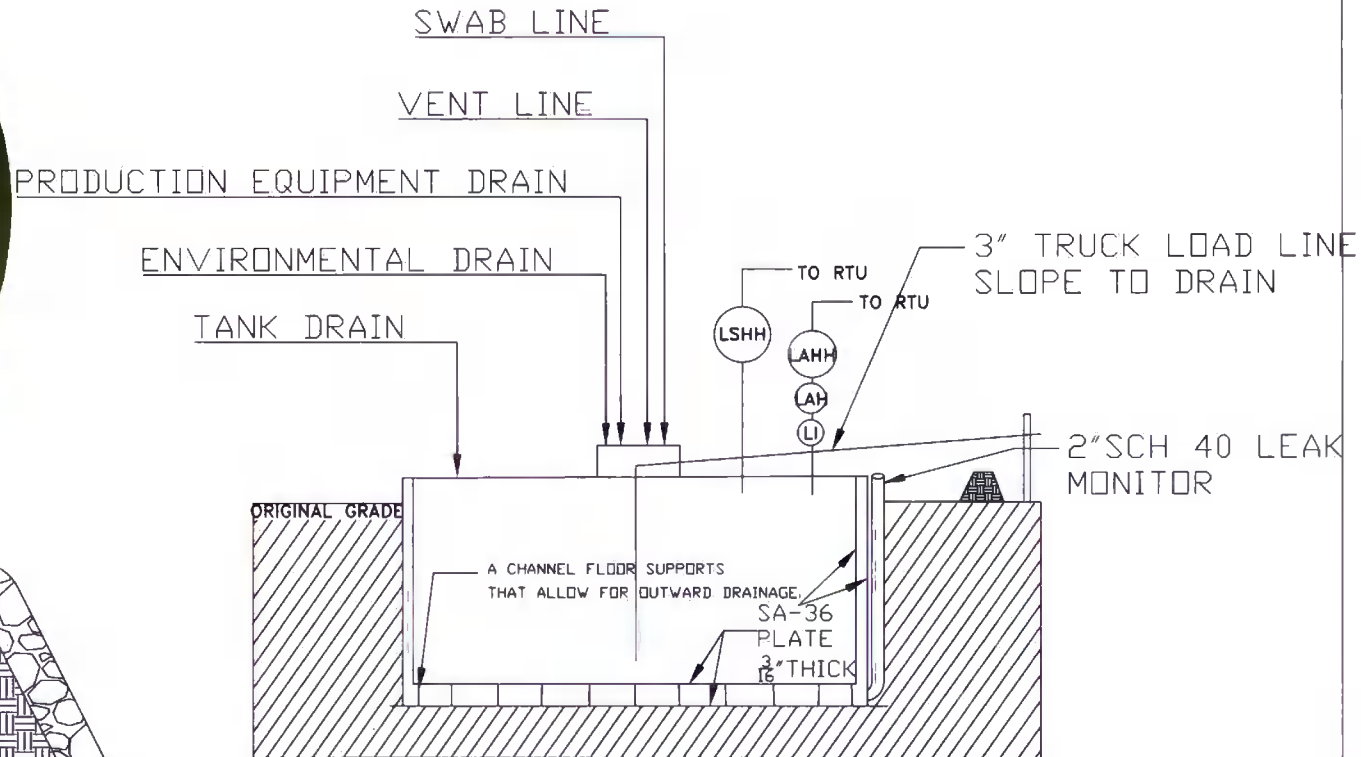 SWAB LINE
VENT LINE
PRODUCTION EQUIPMENT DRAIN
ENVIRONMENTAL DRAIN
TANK DRAIN
TO RTU
TO RTU
3" TRUCK LOAD LINE
SLOPE TO DRAIN
LSHH
LAHH
LAH
LI
2"SCH 40 LEAK
MONITOR
ORIGINAL GRADE
A CHANNEL FLOOR SUPPORTS
THAT ALLOW FOR OUTWARD DRAINAGE.
SA-36
PLATE
3/16" THICK